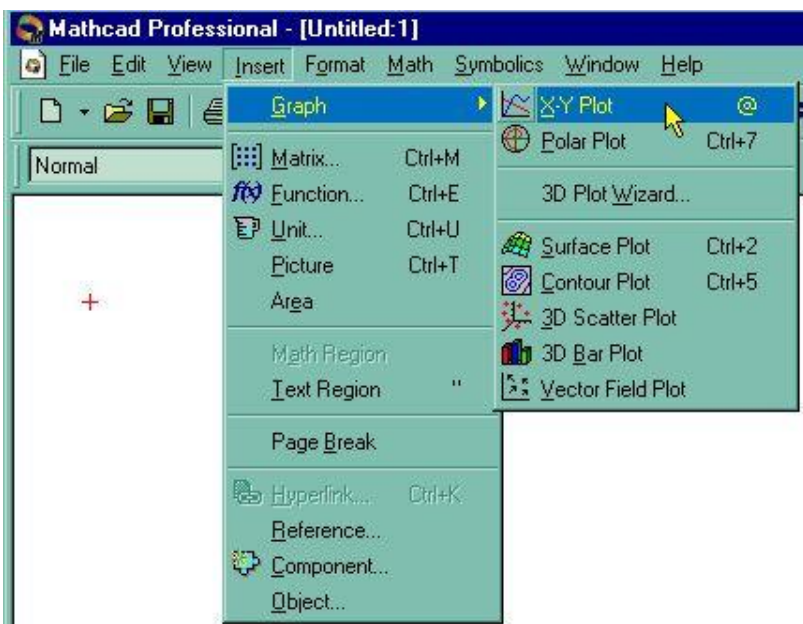 Mathcad Professional - [Untitled:1]
File Edit View Insert Format Math Symbolics Window Help
Normal
Graph
Matrix... Ctrl+M
Function... Ctrl+E
Unit... Ctrl+U
Picture Ctrl+T
Area
Math Region
Text Region "
Page Break
Hyperlink... Ctrl+K
Reference...
Component...
Object...
X-Y Plot @
Polar Plot Ctrl+7
3D Plot Wizard...
Surface Plot Ctrl+2
Contour Plot Ctrl+5
3D Scatter Plot
3D Bar Plot
Vector Field Plot